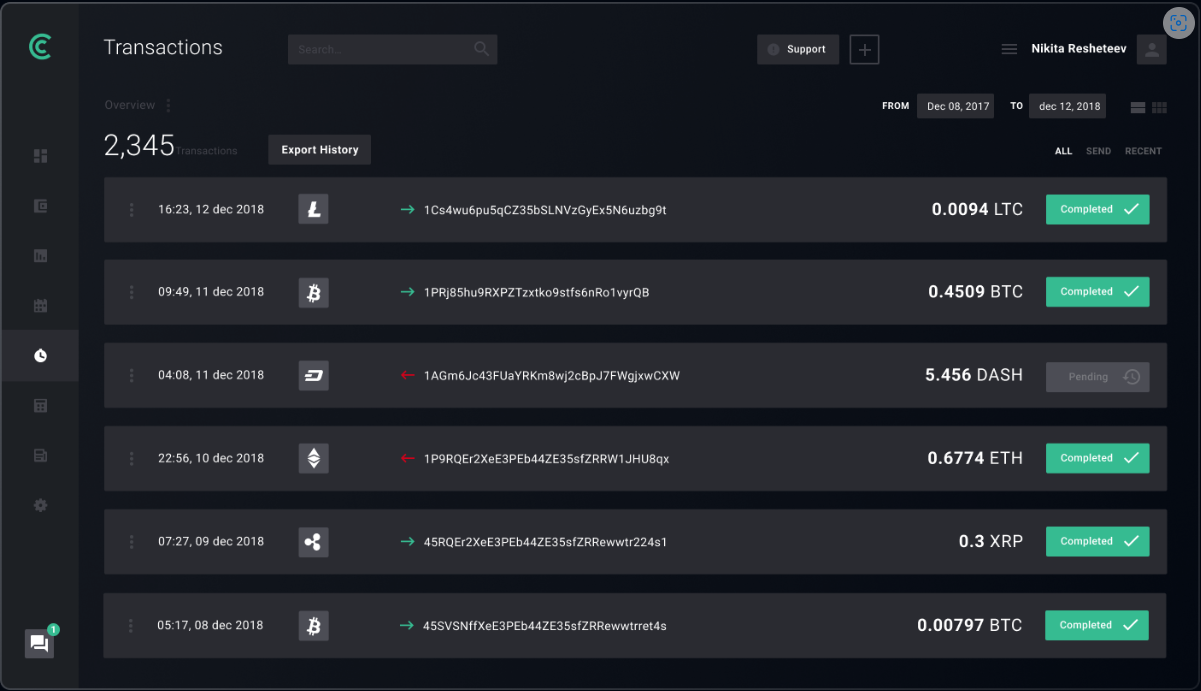 Transactions
Search...
Support
Nikita Resheteev
Overview
FROM Dec 08, 2017 TO dec 12, 2018
2,345 Transactions
Export History
ALL SEND RECENT
16:23, 12 dec 2018 1Cs4wu6pu5qCZ35bSLNVzGyEx5N6uzbg9t 0.0094 LTC Completed
09:49, 11 dec 2018 1PRj85hu9RXPZTzxtko9stfs6nRo1vyrQB 0.4509 BTC Completed
04:08, 11 dec 2018 1AGm6Jc43FUaYRKm8wj2cBpJ7FWgjxwCXW 5.456 DASH Pending
22:56, 10 dec 2018 1P9RQEr2XeE3PEb44ZE35sfZRRW1JHU8qx 0.6774 ETH Completed
07:27, 09 dec 2018 45RQEr2XeE3PEb44ZE35sfZRRewwtr224s1 0.3 XRP Completed
05:17, 08 dec 2018 45SVSNffXeE3PEb44ZE35sfZRRewwtrret4s 0.00797 BTC Completed
1